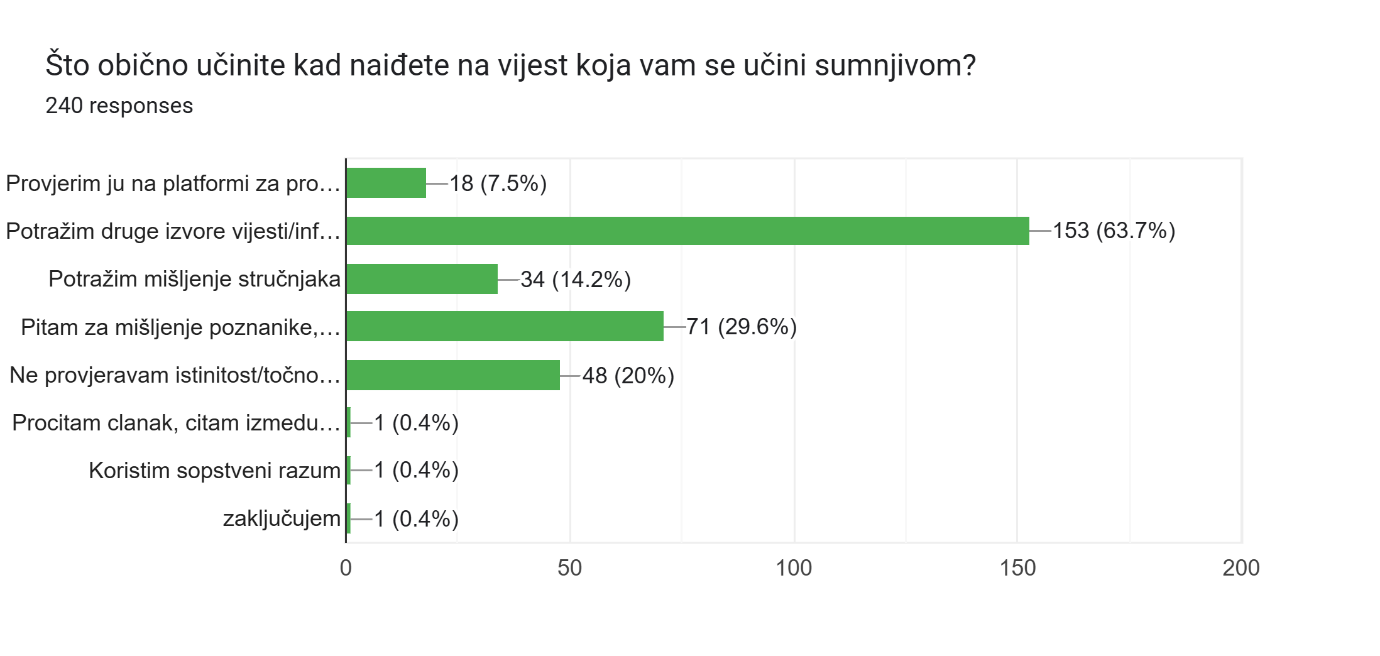 Što obično učinite kad naiđete na vijest koja vam se učini sumnjivom?
240 responses
Provjerim ju na platformi za pro… 18 (7.5%)
Potražim druge izvore vijesti/inf… 153 (63.7%)
Potražim mišljenje stručnjaka 34 (14.2%)
Pitam za mišljenje poznanike,… 71 (29.6%)
Ne provjeravam istinitost/točno… 48 (20%)
Procitam clanak, citam izmedu… 1 (0.4%)
Koristim sopstveni razum 1 (0.4%)
zaključujem 1 (0.4%)
0 50 100 150 200